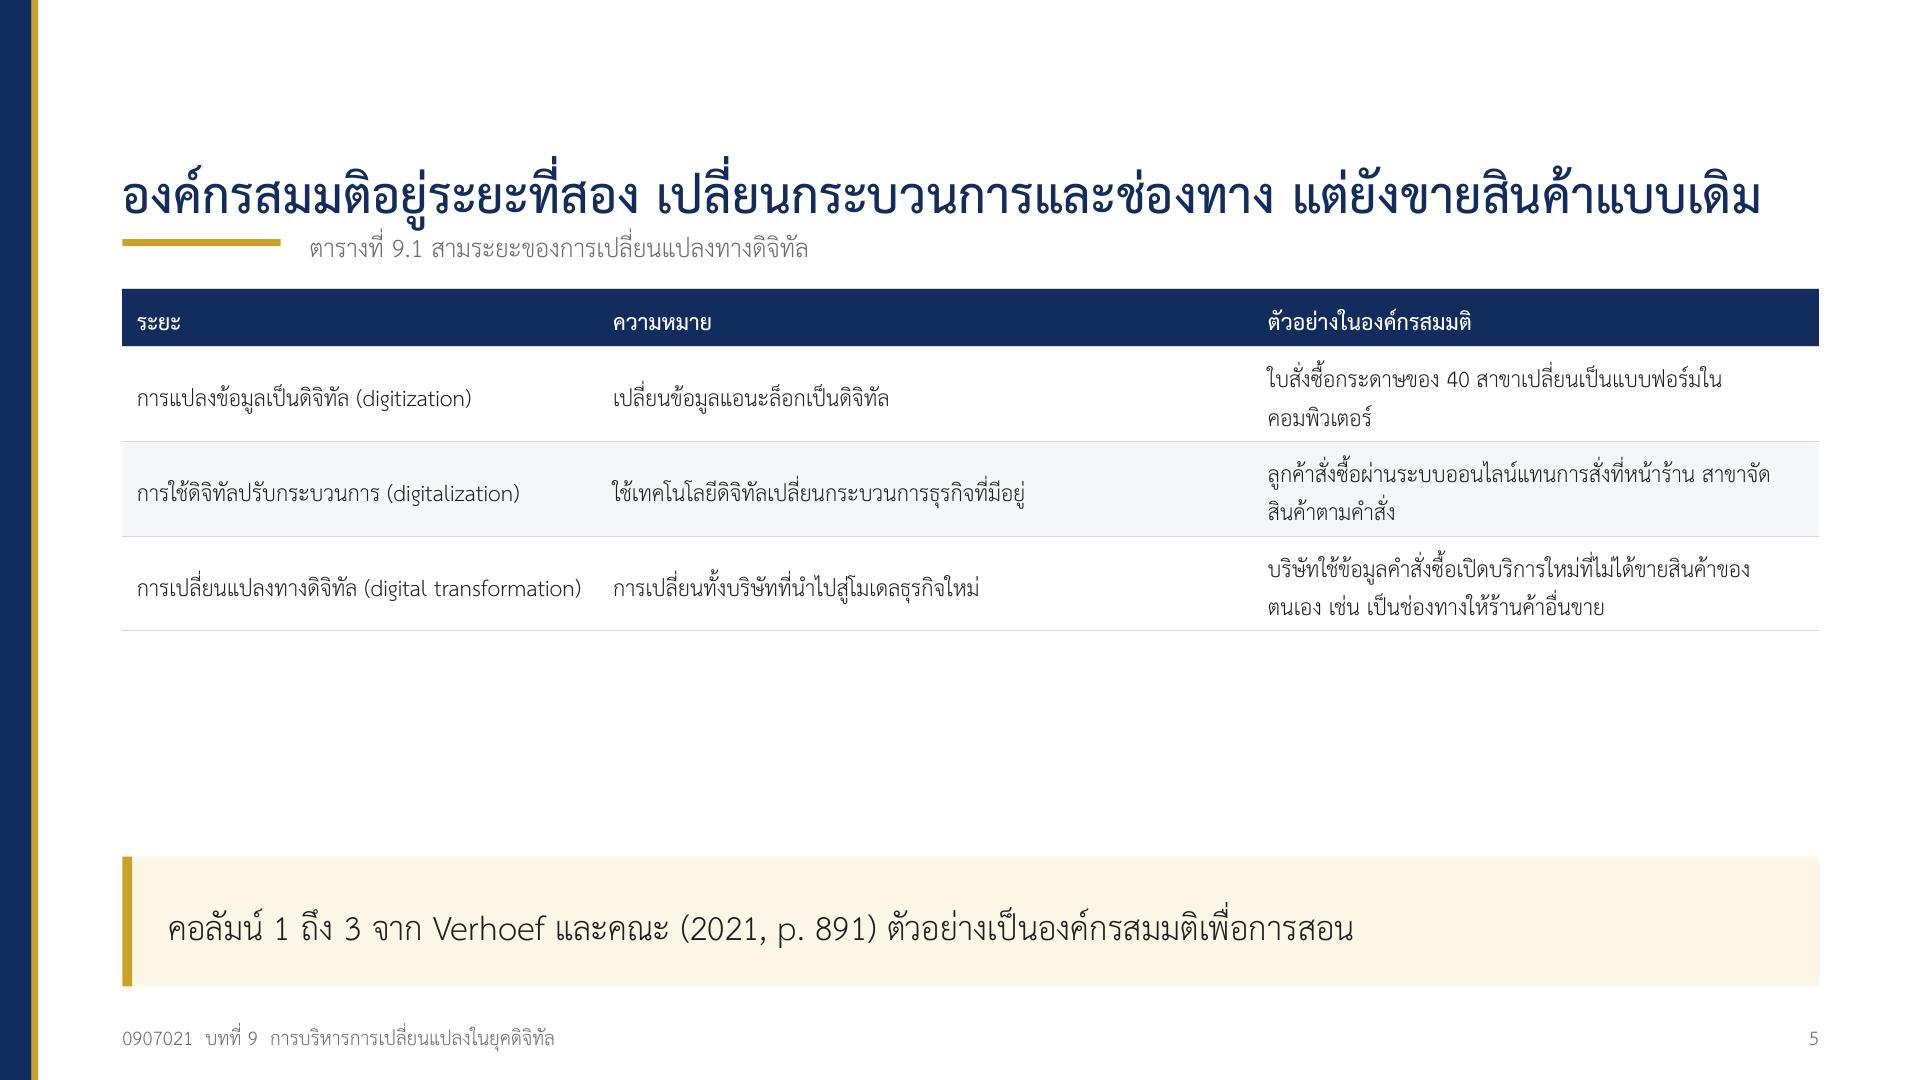 องค์กรสมมติอยู่ระยะที่สอง เปลี่ยนกระบวนการและช่องทาง แต่ยังขายสินค้าแบบเดิม
ตารางที่ 9.1 สามระยะของการเปลี่ยนแปลงทางดิจิทัล
ระยะ ความหมาย ตัวอย่างในองค์กรสมมติ
การแปลงข้อมูลเป็นดิจิทัล (digitization) เปลี่ยนข้อมูลแอนะล็อกเป็นดิจิทัล ใบสั่งซื้อกระดาษของ 40 สาขาเปลี่ยนเป็นแบบฟอร์มใน
คอมพิวเตอร์
การใช้ดิจิทัลปรับกระบวนการ (digitalization) ใช้เทคโนโลยีดิจิทัลเปลี่ยนกระบวนการธุรกิจที่มีอยู่ ลูกค้าสั่งซื้อผ่านระบบออนไลน์แทนการสั่งที่หน้าร้าน สาขาจัด
สินค้าตามคำสั่ง
การเปลี่ยนแปลงทางดิจิทัล (digital transformation) การเปลี่ยนทั้งบริษัทที่นำไปสู่โมเดลธุรกิจใหม่ บริษัทใช้ข้อมูลคำสั่งซื้อเปิดบริการใหม่ที่ไม่ได้ขายสินค้าของ
ตนเอง เช่น เป็นช่องทางให้ร้านค้าอื่นขาย
คอลัมน์ 1 ถึง 3 จาก Verhoef และคณะ (2021, p. 891) ตัวอย่างเป็นองค์กรสมมติเพื่อการสอน
0907021 บทที่ 9 การบริหารการเปลี่ยนแปลงในยุคดิจิทัล 5